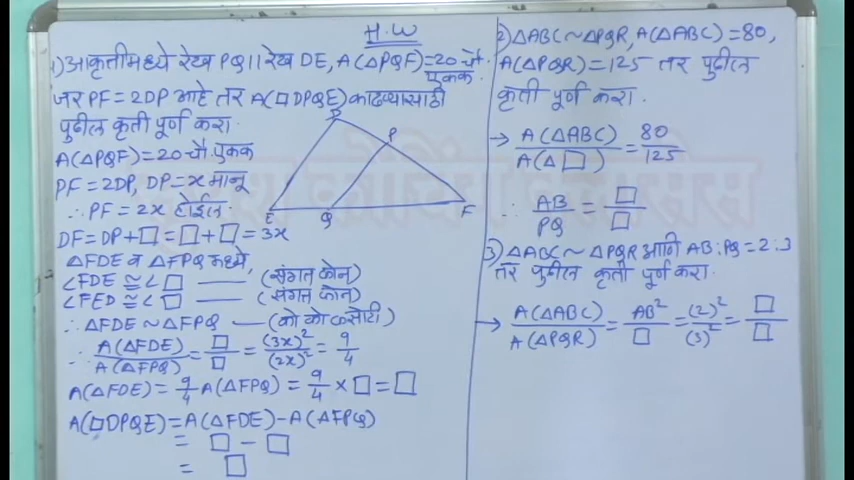 H.W
1) आकृतीमध्ये रेख PQ || रेख DE, A(△PQF)=20 चौ. एकक.
जर PF = 2DP आहे तर A(□DPQE) काढण्यासाठी
पुढील कृती पूर्ण करा.
A(△PQF)=20 चौ. एकक
PF = 2DP, DP = x मानू
∴ PF = 2x होईल.
DF = DP + □ = □ + □ = 3x
△FDE व △FPQ मध्ये,
∠FDE ≅ ∠ □ —— (संगत कोन)
∠FED ≅ ∠ □ —— (संगत कोन)
∴ △FDE ~ △FPQ — (को को कसोटी)
∴ A(△FDE)/A(△FPQ) = □/□ = (3x)²/(2x)² = 9/4
A(△FDE) = 9/4 A(△FPQ) = 9/4 × □ = □
A(□DPQE) = A(△FDE) – A(△FPQ)
= □ – □
= □
D
P
E
Q
F
2) △ABC ~ △PQR, A(△ABC) = 80,
A(△PQR) = 125 तर पुढील
कृती पूर्ण करा.
→ A(△ABC)/A(△ □) = 80/125
∴ AB/PQ = □/□
3) △ABC ~ △PQR आणि AB : PQ = 2 : 3
तर पुढील कृती पूर्ण करा.
→ A(△ABC)/A(△PQR) = AB²/□ = (2)²/(3)² = □/□